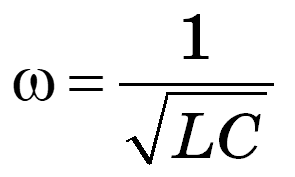 ω = 1/√LC